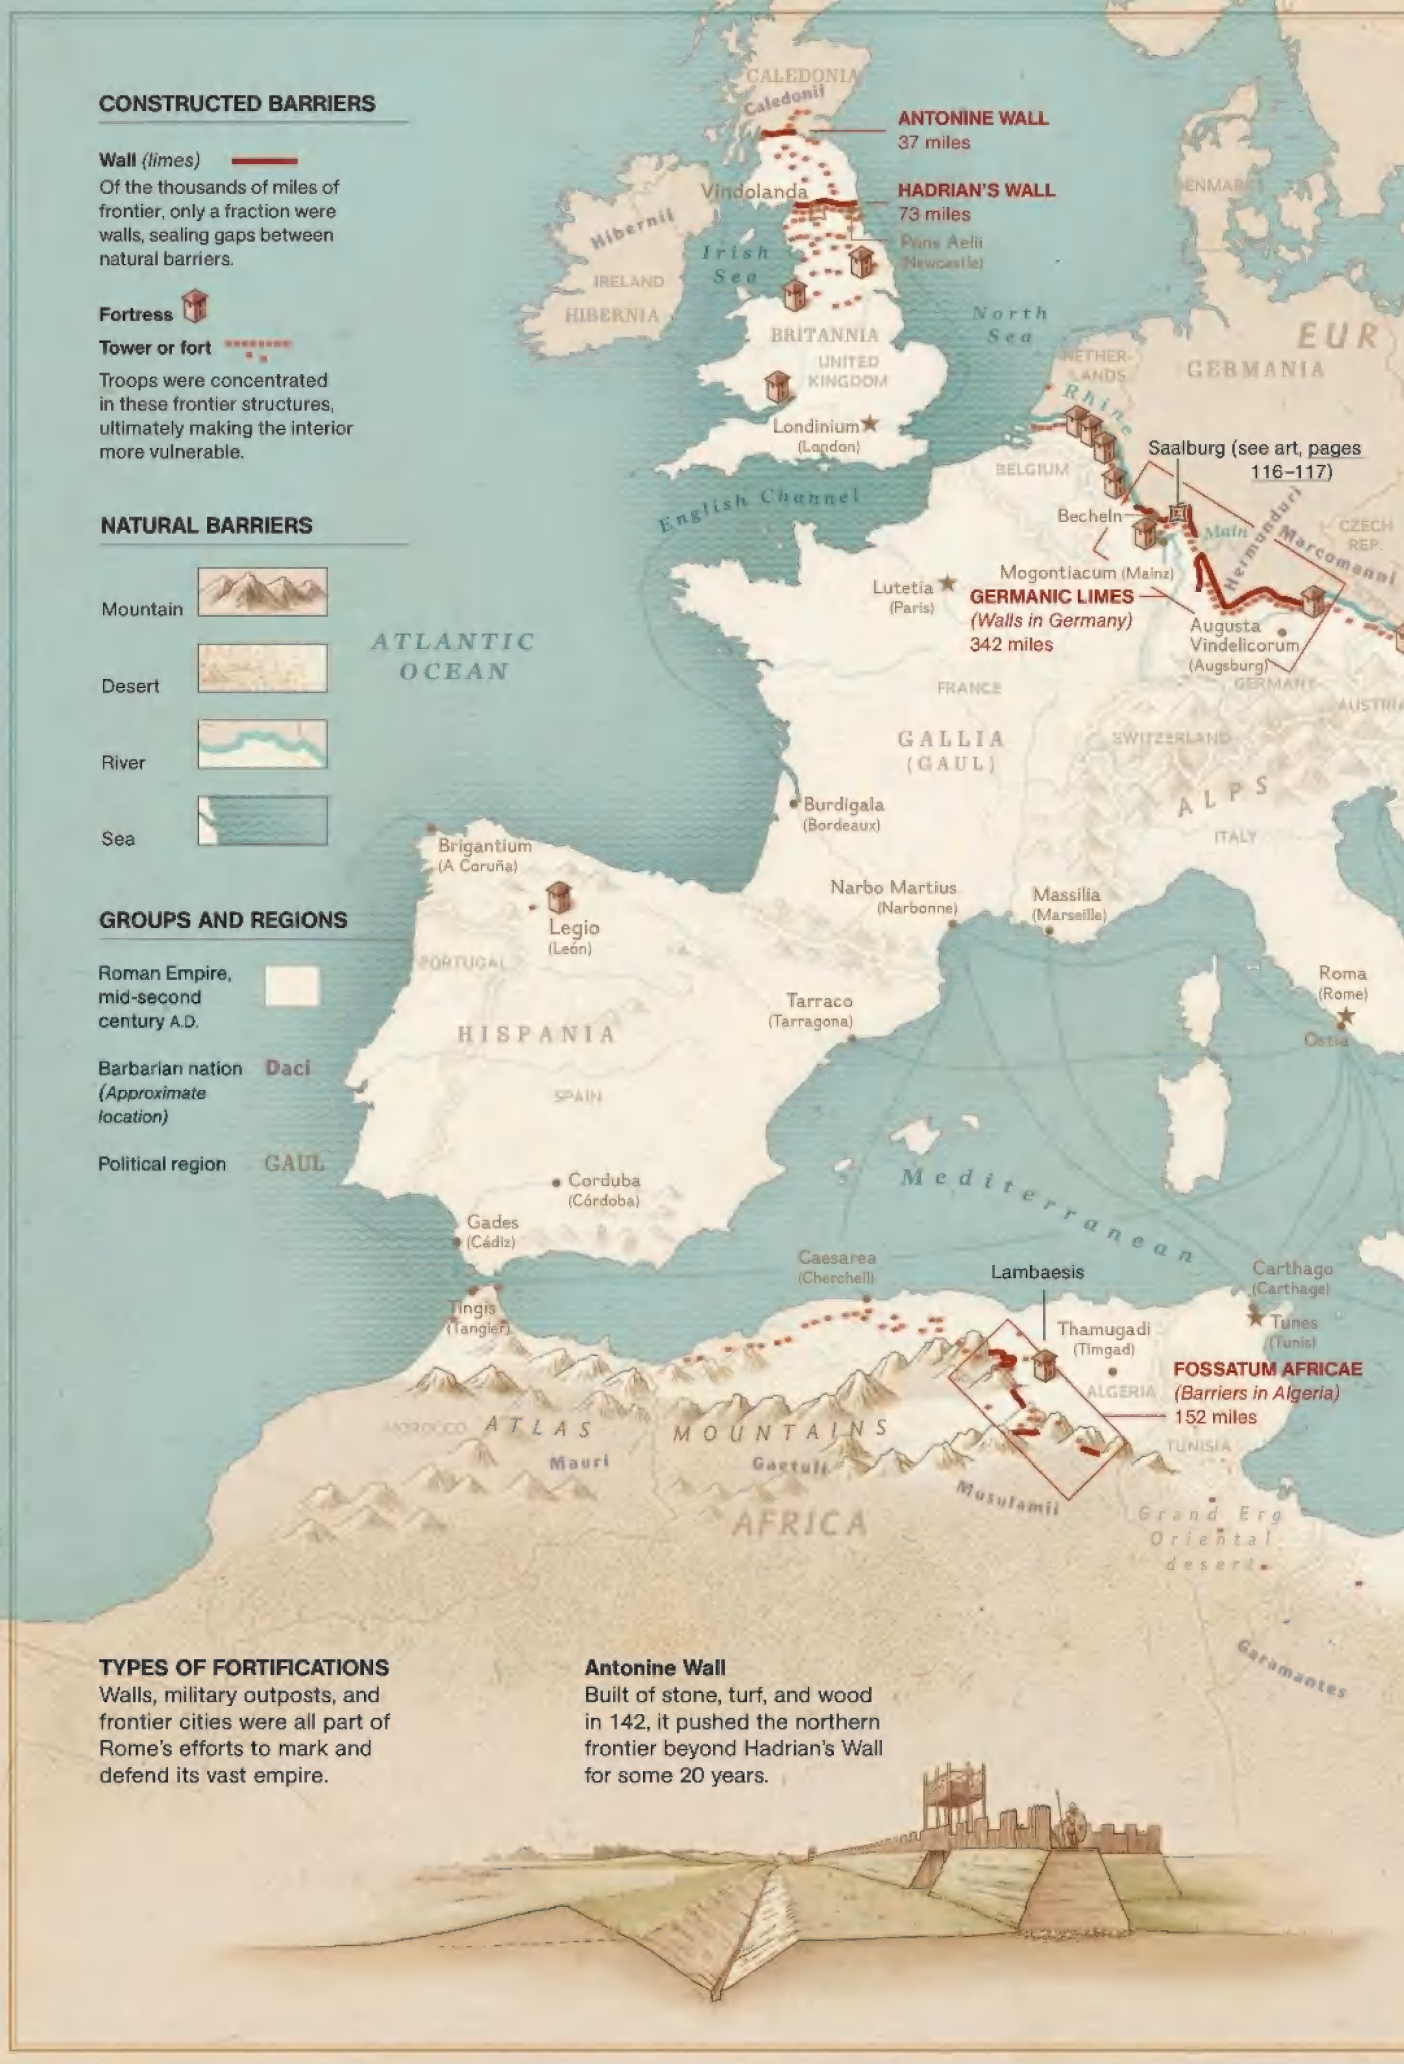 CONSTRUCTED BARRIERS
Wall (limes)
Of the thousands of miles of
frontier, only a fraction were
walls, sealing gaps between
natural barriers.
Fortress
Tower or fort
Troops were concentrated
in these frontier structures,
ultimately making the interior
more vulnerable.
NATURAL BARRIERS
Mountain
Desert
River
Sea
GROUPS AND REGIONS
Roman Empire,
mid-second
century A.D.
Barbarian nation Daci
(Approximate
location)
Political region GAUL
CALEDONIA
Caledonii
ANTONINE WALL
37 miles
Vindolanda
HADRIAN'S WALL
73 miles
Pons Aelii
(Newcastle)
Hibernii
Irish
Sea
IRELAND
HIBERNIA
North
Sea
BRITANNIA
UNITED
KINGDOM
Londinium
(London)
DENMARK
EUR
GERMANIA
NETHER-
LANDS
Rhine
BELGIUM
Saalburg (see art, pages
116–117)
English Channel
Becheln
Main
Hermunduri
Marcomanni
CZECH
REP.
Mogontiacum (Mainz)
Lutetia
(Paris)
GERMANIC LIMES
(Walls in Germany)
342 miles
Augusta
Vindelicorum
(Augsburg)
GERMANY
AUSTRIA
ATLANTIC
OCEAN
FRANCE
GALLIA
(GAUL)
SWITZERLAND
ALPS
ITALY
Burdigala
(Bordeaux)
Brigantium
(A Coruña)
Narbo Martius
(Narbonne)
Massilia
(Marseille)
Legio
(León)
PORTUGAL
Roma
(Rome)
Ostia
Tarraco
(Tarragona)
HISPANIA
SPAIN
Corduba
(Córdoba)
Mediterranean
Gades
(Cádiz)
Caesarea
(Cherchell)
Lambaesis
Carthago
(Carthage)
Tingis
(Tangier)
Thamugadi
(Timgad)
Tunes
(Tunis)
FOSSATUM AFRICAE
(Barriers in Algeria)
152 miles
ALGERIA
MOROCCO
ATLAS MOUNTAINS
TUNISIA
Mauri
Gaetuli
Musulamii
AFRICA
Grand Erg
Oriental
desert
Garamantes
TYPES OF FORTIFICATIONS
Walls, military outposts, and
frontier cities were all part of
Rome's efforts to mark and
defend its vast empire.
Antonine Wall
Built of stone, turf, and wood
in 142, it pushed the northern
frontier beyond Hadrian's Wall
for some 20 years.